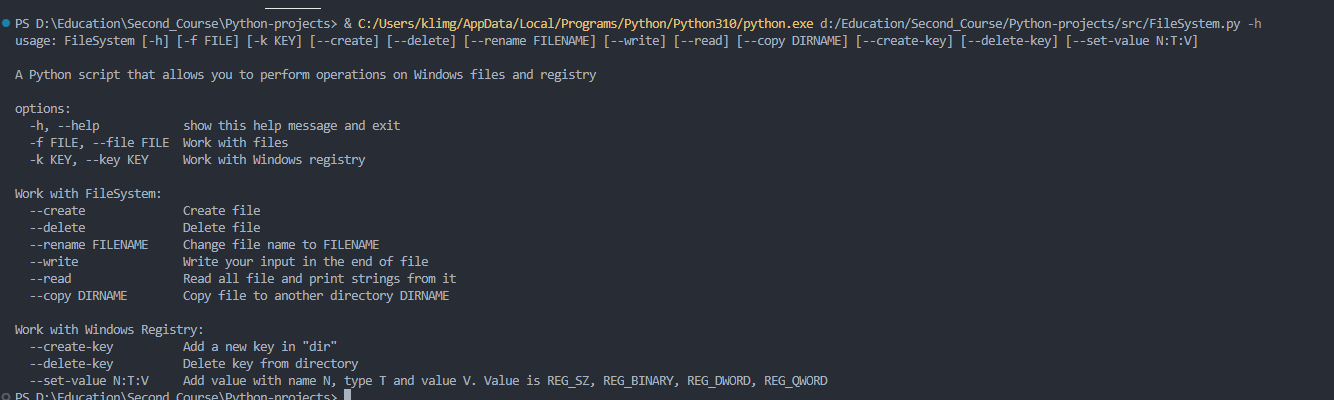 PS D:\Education\Second_Course\Python-projects> & C:/Users/klimg/AppData/Local/Programs/Python/Python310/python.exe d:/Education/Second_Course/Python-projects/src/FileSystem.py -h
usage: FileSystem [-h] [-f FILE] [-k KEY] [--create] [--delete] [--rename FILENAME] [--write] [--read] [--copy DIRNAME] [--create-key] [--delete-key] [--set-value N:T:V]
A Python script that allows you to perform operations on Windows files and registry
options:
-h, --help show this help message and exit
-f FILE, --file FILE Work with files
-k KEY, --key KEY Work with Windows registry
Work with FileSystem:
--create Create file
--delete Delete file
--rename FILENAME Change file name to FILENAME
--write Write your input in the end of file
--read Read all file and print strings from it
--copy DIRNAME Copy file to another directory DIRNAME
Work with Windows Registry:
--create-key Add a new key in "dir"
--delete-key Delete key from directory
--set-value N:T:V Add value with name N, type T and value V. Value is REG_SZ, REG_BINARY, REG_DWORD, REG_QWORD
PS D:\Education\Second_Course\Python-projects>